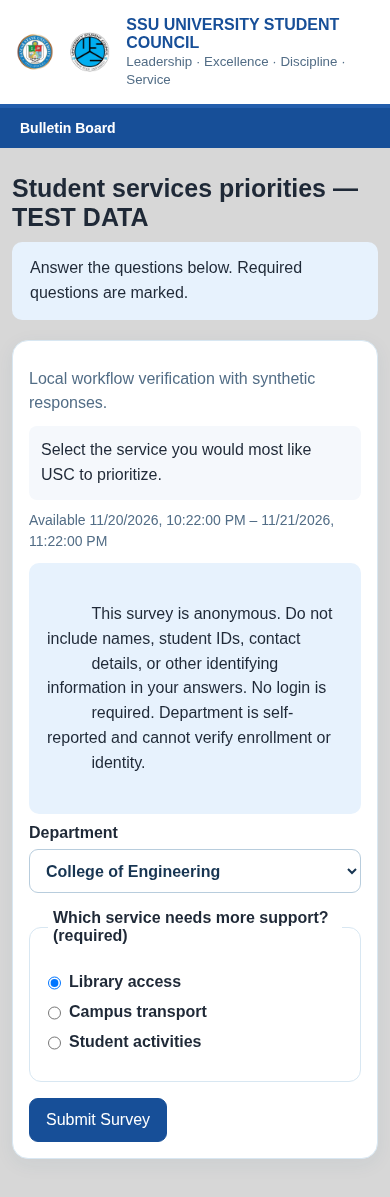 SSU UNIVERSITY STUDENT
COUNCIL
Leadership · Excellence · Discipline ·
Service
Bulletin Board
Student services priorities —
TEST DATA
Answer the questions below. Required
questions are marked.
Local workflow verification with synthetic
responses.
Select the service you would most like
USC to prioritize.
Available 11/20/2026, 10:22:00 PM – 11/21/2026,
11:22:00 PM
This survey is anonymous. Do not
include names, student IDs, contact
details, or other identifying
information in your answers. No login is
required. Department is self-
reported and cannot verify enrollment or
identity.
Department
College of Engineering
Which service needs more support?
(required)
Library access
Campus transport
Student activities
Submit Survey